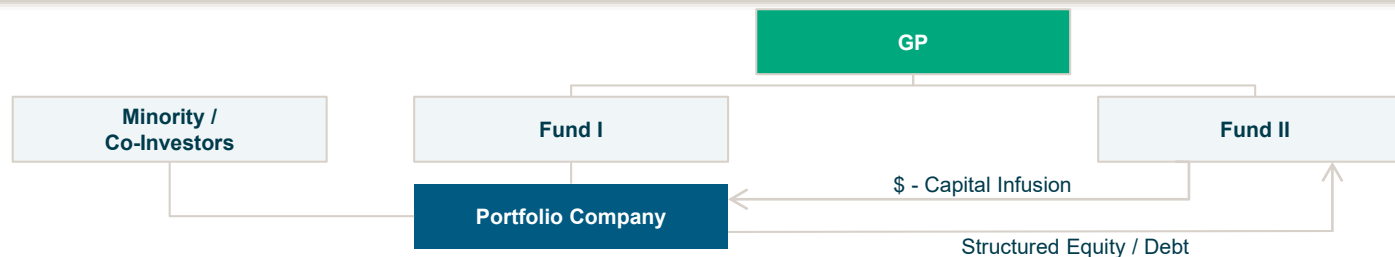 GP
Minority /
Co-Investors
Fund I
Fund II
$ - Capital Infusion
Portfolio Company
Structured Equity / Debt